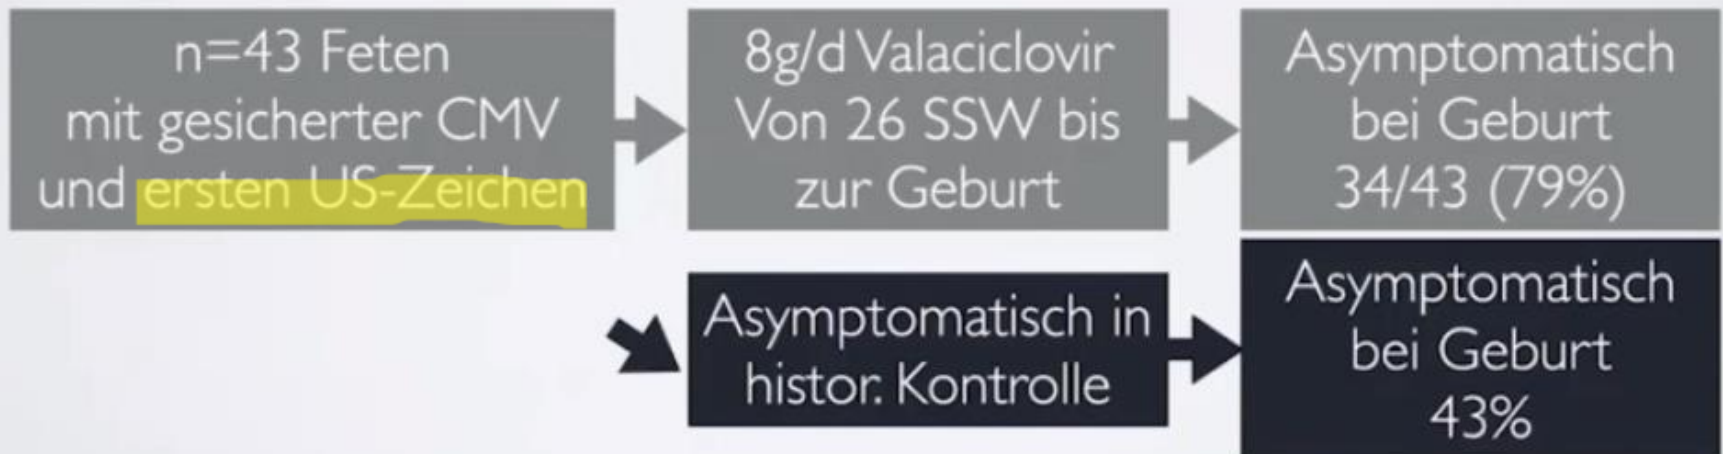 n=43 Feten
mit gesicherter CMV
und ersten US-Zeichen
8g/d Valaciclovir
Von 26 SSW bis
zur Geburt
Asymptomatisch
bei Geburt
34/43 (79%)
Asymptomatisch in
histor. Kontrolle
Asymptomatisch
bei Geburt
43%